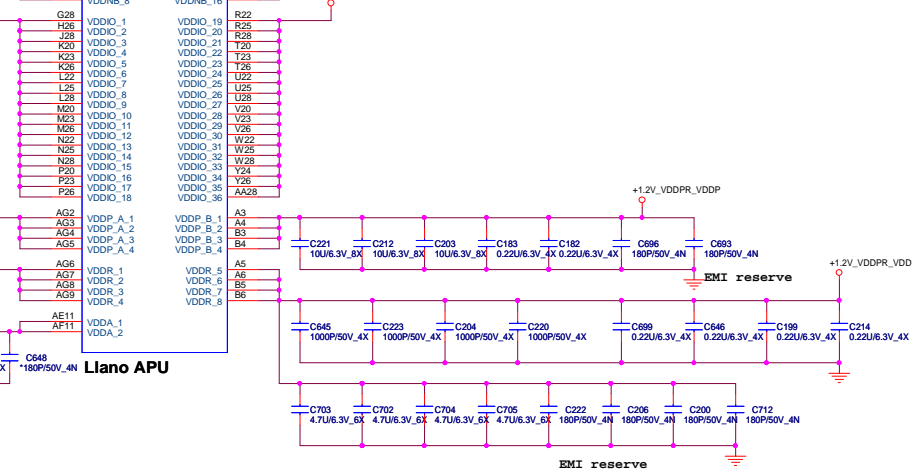 VDDNB_8 VDDNB_16
G28 VDDIO_1 VDDIO_19 R22
H26 VDDIO_2 VDDIO_20 R25
J28 VDDIO_3 VDDIO_21 R28
K20 VDDIO_4 VDDIO_22 T20
K23 VDDIO_5 VDDIO_23 T23
K26 VDDIO_6 VDDIO_24 T26
L22 VDDIO_7 VDDIO_25 U22
L25 VDDIO_8 VDDIO_26 U25
L28 VDDIO_9 VDDIO_27 U28
M20 VDDIO_10 VDDIO_28 V20
M23 VDDIO_11 VDDIO_29 V23
M26 VDDIO_12 VDDIO_30 V26
N22 VDDIO_13 VDDIO_31 W22
N25 VDDIO_14 VDDIO_32 W25
N28 VDDIO_15 VDDIO_33 W28
P20 VDDIO_16 VDDIO_34 Y24
P23 VDDIO_17 VDDIO_35 Y26
P26 VDDIO_18 VDDIO_36 AA28
+1.2V_VDDPR_VDDP
AG2 VDDP_A_1 VDDP_B_1 A3
AG3 VDDP_A_2 VDDP_B_2 A4
AG4 VDDP_A_3 VDDP_B_3 B3
AG5 VDDP_A_4 VDDP_B_4 B4
C221 C212 C203 C183 C182 C696 C693
10U/6.3V_8X 10U/6.3V_8X 10U/6.3V_8X 0.22U/6.3V_4X 0.22U/6.3V_4X 180P/50V_4N 180P/50V_4N
AG6 VDDR_1 VDDR_5 A5
AG7 VDDR_2 VDDR_6 A6
AG8 VDDR_3 VDDR_7 B5
AG9 VDDR_4 VDDR_8 B6
EMI reserve
+1.2V_VDDPR_VDD
AE11 VDDA_1
AF11 VDDA_2
C645 C223 C204 C220 C699 C646 C199 C214
1000P/50V_4X 1000P/50V_4X 1000P/50V_4X 1000P/50V_4X 0.22U/6.3V_4X 0.22U/6.3V_4X 0.22U/6.3V_4X 0.22U/6.3V_4X
C648
X *180P/50V_4N
Llano APU
C703 C702 C704 C705 C222 C206 C200 C712
4.7U/6.3V_6X 4.7U/6.3V_6X 4.7U/6.3V_6X 4.7U/6.3V_6X 180P/50V_4N 180P/50V_4N 180P/50V_4N 180P/50V_4N
EMI reserve